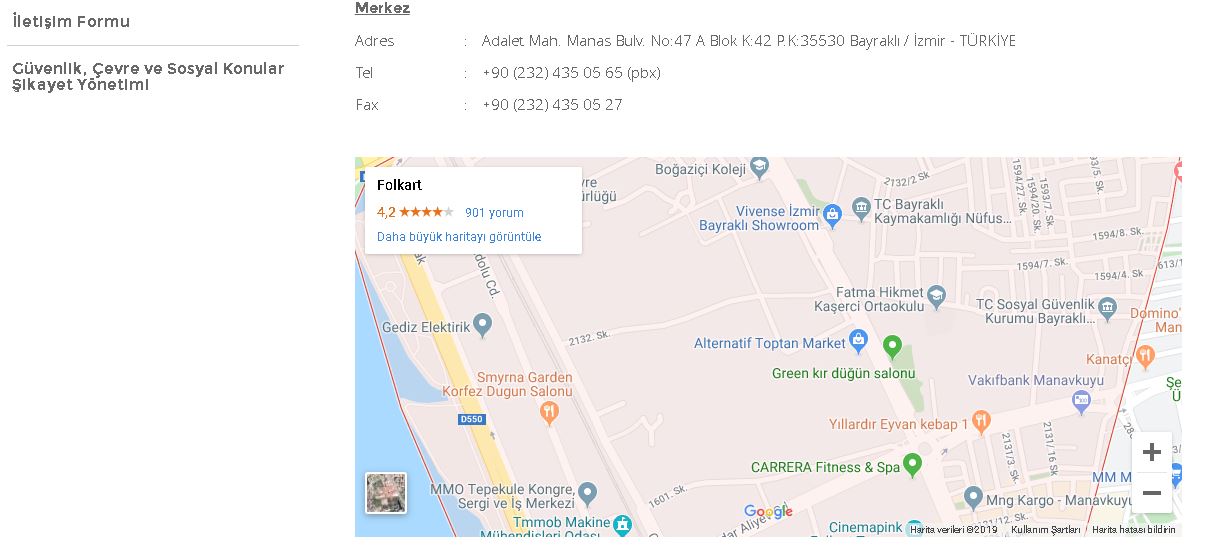 İletişim Formu
Güvenlik, Çevre ve Sosyal Konular
Şikayet Yönetimi
Merkez
Adres : Adalet Mah. Manas Bulv. No:47 A Blok K:42 P.K:35530 Bayraklı / İzmir - TÜRKİYE
Tel : +90 (232) 435 05 65 (pbx)
Fax : +90 (232) 435 05 27
Folkart
4,2 901 yorum
Daha büyük haritayı görüntüle
Boğaziçi Koleji
2132/2 Sk.
1594/27. Sk.
1594/20. Sk.
1593/7. Sk.
Vivense İzmir
Bayraklı Showroom
TC Bayraklı
Kaymakamlığı Nüfus...
1594/8. Sk.
1594/7. Sk.
1594/4. Sk.
Fatma Hikmet
Kaşerci Ortaokulu
TC Sosyal Güvenlik
Kurumu Bayraklı...
Domino'
Gediz Elektirik
2132. Sk.
Alternatif Toptan Market
Green kır düğün salonu
Kanatçı
Smyrna Garden
Korfez Dugun Salonu
Vakıfbank Manavkuyu
D550
Yıllardır Eyvan kebap 1
2131/3. Sk.
2131/ 16 Sk.
CARRERA Fitness & Spa
MMO Tepekule Kongre,
Sergi ve İş Merkezi
1601. Sk.
MM M
Mng Kargo - Manavkuyu
Google
Tmmob Makine
Mühendisleri Odası
Cinemapink
Harita verileri ©2019 Kullanım Şartları Harita hatası bildirin